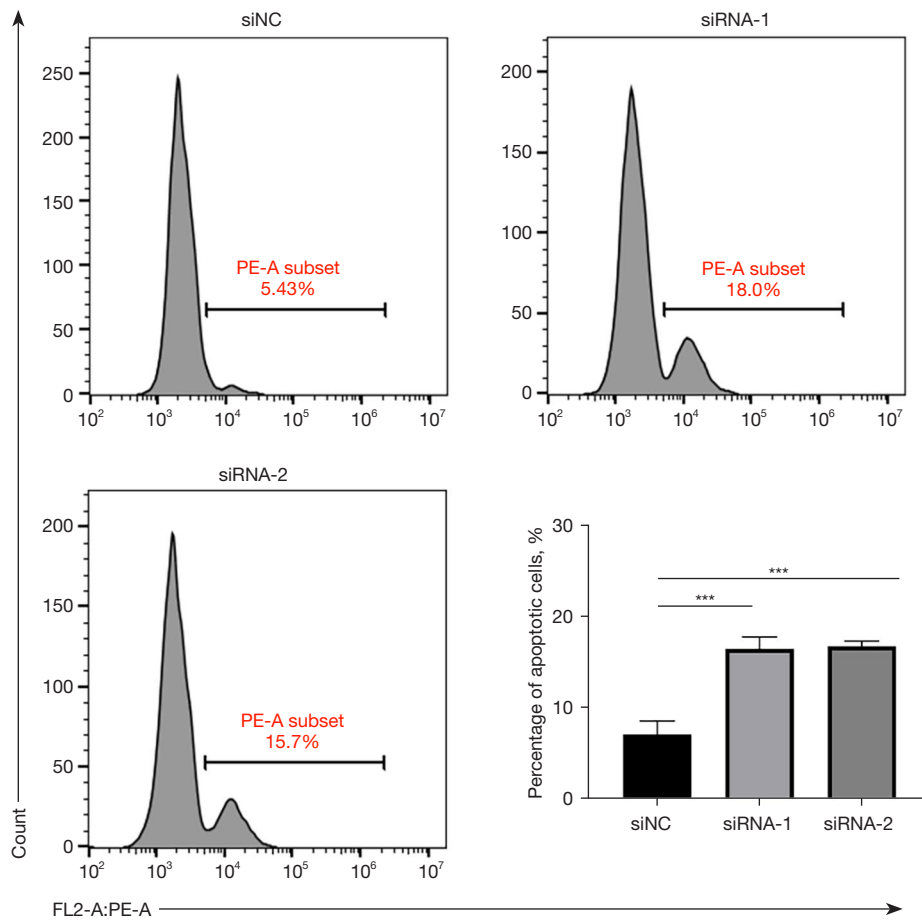 siNC
250
200
150
100
50
0
PE-A subset
5.43%
10² 10³ 10⁴ 10⁵ 10⁶ 10⁷
siRNA-1
200
150
100
50
0
PE-A subset
18.0%
10² 10³ 10⁴ 10⁵ 10⁶ 10⁷
siRNA-2
200
150
100
50
0
PE-A subset
15.7%
10² 10³ 10⁴ 10⁵ 10⁶ 10⁷
Percentage of apoptotic cells, %
30
20
10
0
***
***
siNC siRNA-1 siRNA-2
Count
FL2-A:PE-A